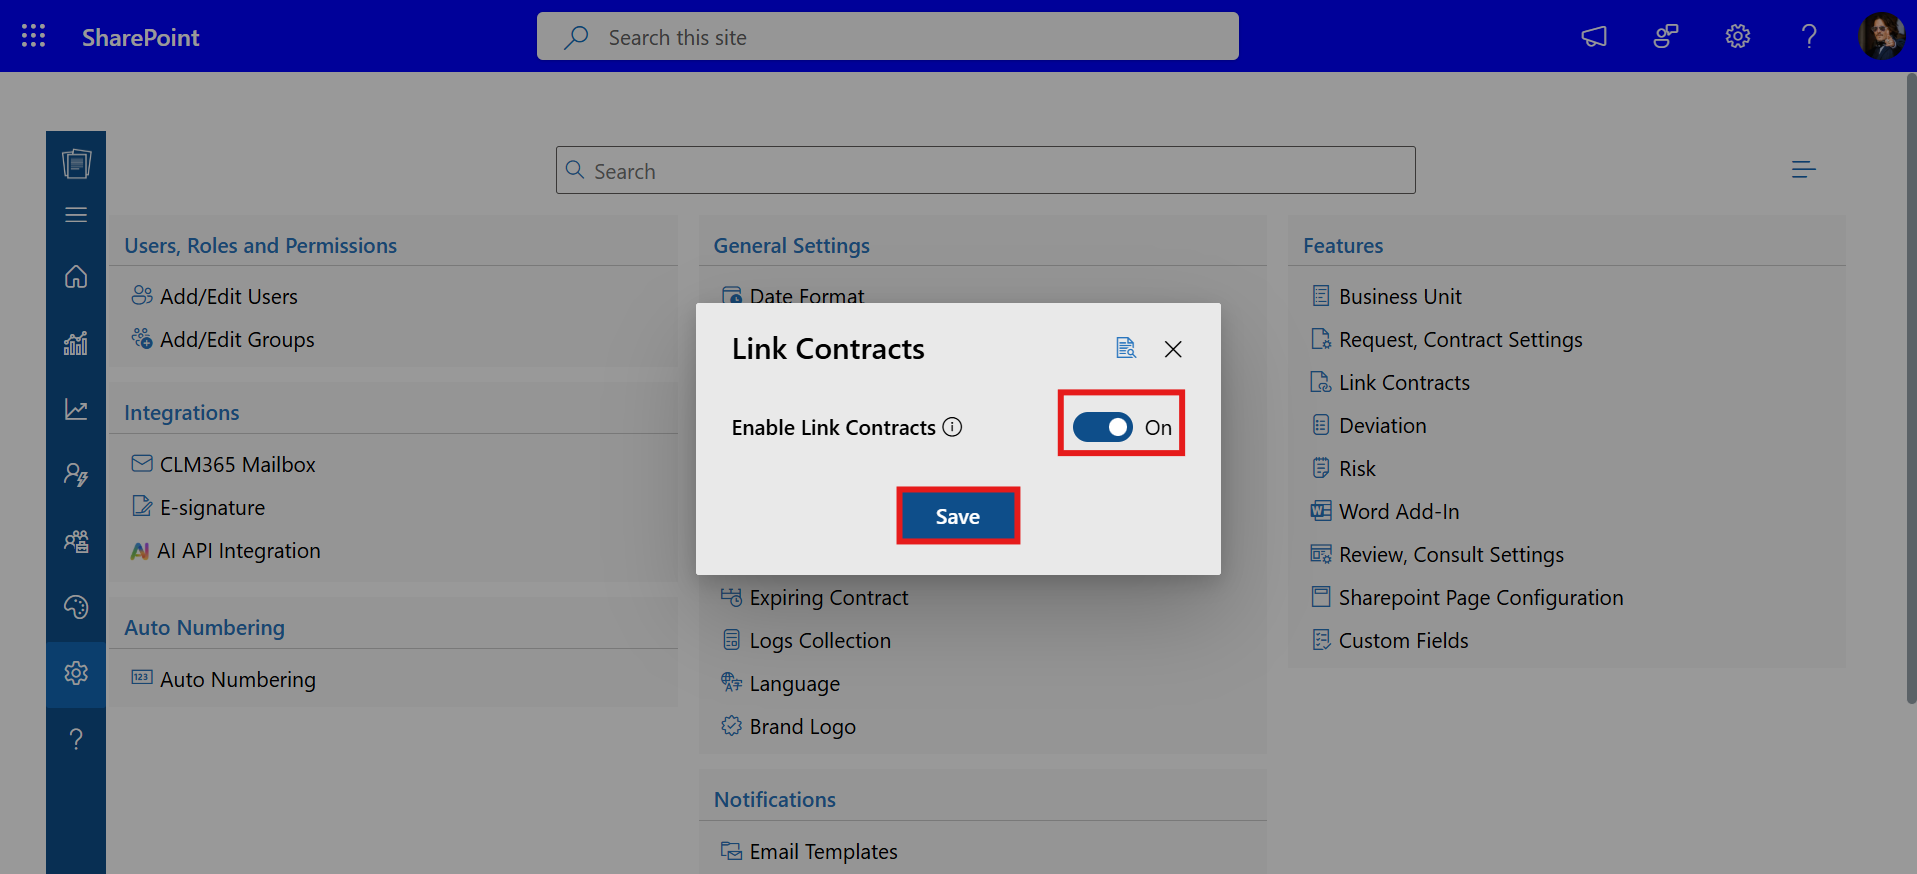 SharePoint
Search this site
Search
Users, Roles and Permissions
Add/Edit Users
Add/Edit Groups
Integrations
CLM365 Mailbox
E-signature
AI AI API Integration
Auto Numbering
123 Auto Numbering
General Settings
Date Format
Link Contracts
Enable Link Contracts
On
Save
Expiring Contract
Logs Collection
Language
Brand Logo
Notifications
Email Templates
Features
Business Unit
Request, Contract Settings
Link Contracts
Deviation
Risk
Word Add-In
Review, Consult Settings
Sharepoint Page Configuration
Custom Fields